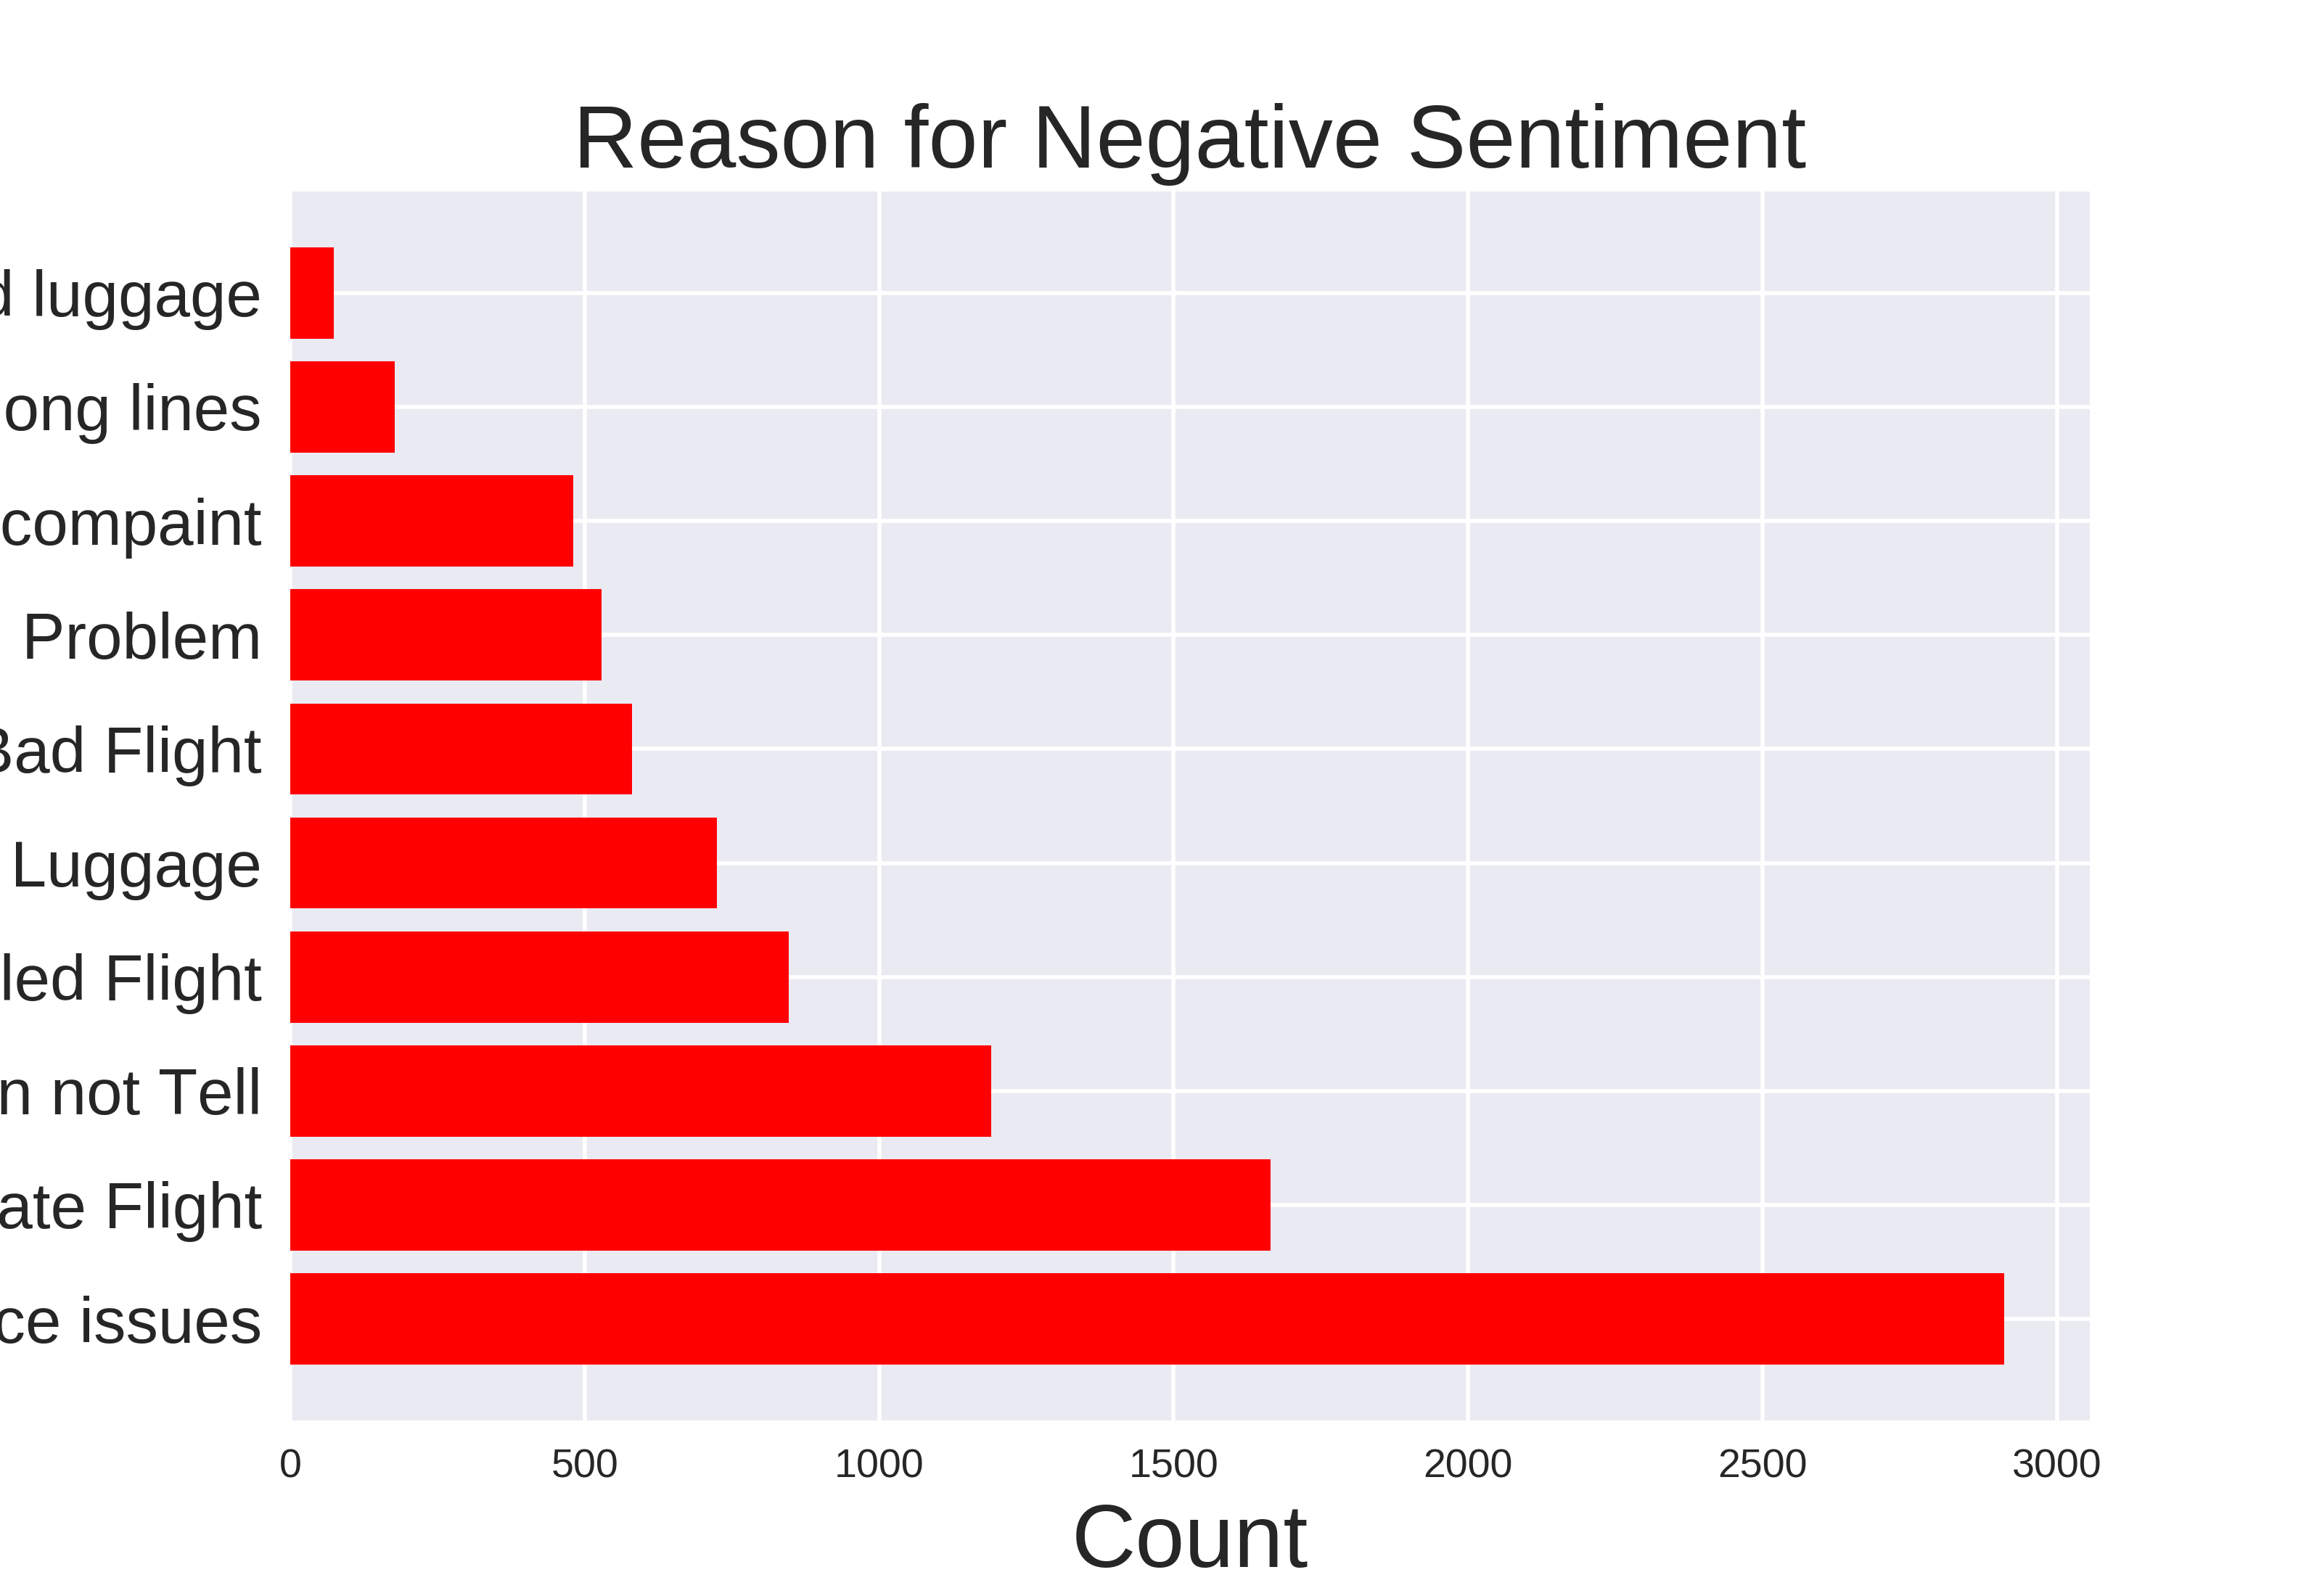 Reason for Negative Sentiment
luggage
ong lines
compaint
Problem
Bad Flight
Luggage
led Flight
n not Tell
ate Flight
ce issues
0 500 1000 1500 2000 2500 3000
Count